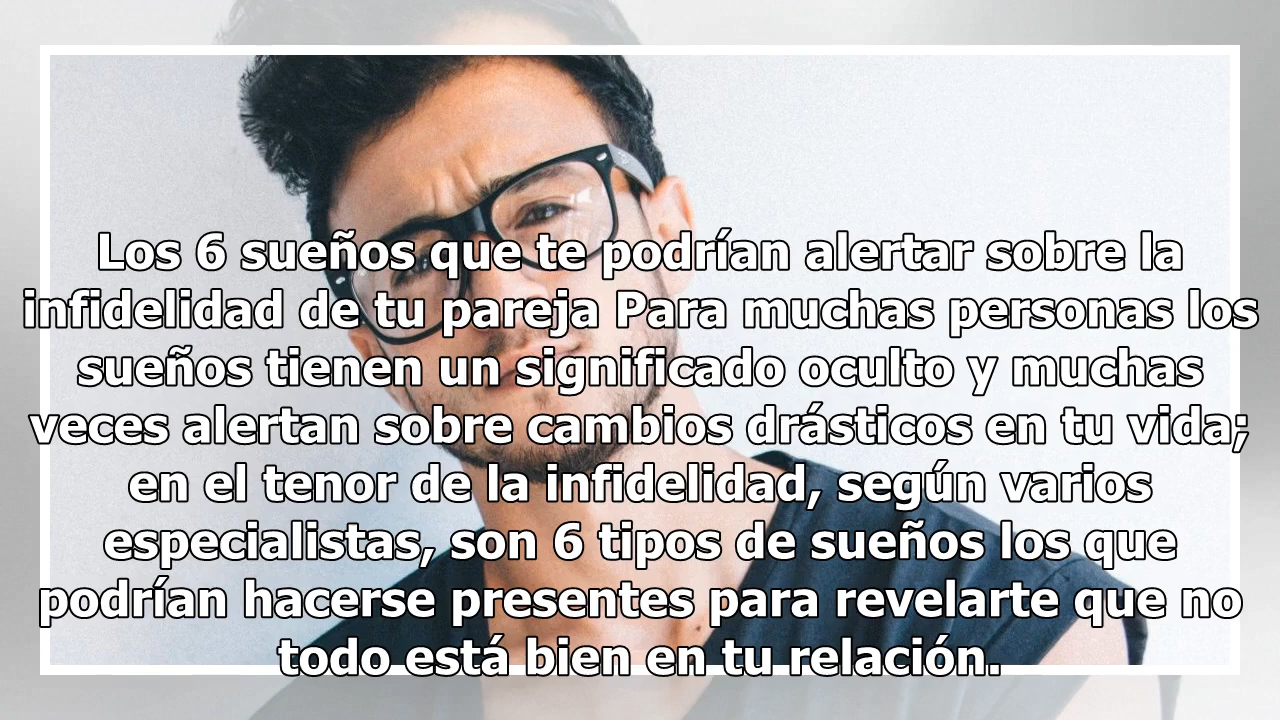 Los 6 sueños que te podrían alertar sobre la
infidelidad de tu pareja Para muchas personas los
sueños tienen un significado oculto y muchas
veces alertan sobre cambios drásticos en tu vida;
en el tenor de la infidelidad, según varios
especialistas, son 6 tipos de sueños los que
podrían hacerse presentes para revelarte que no
todo está bien en tu relación.